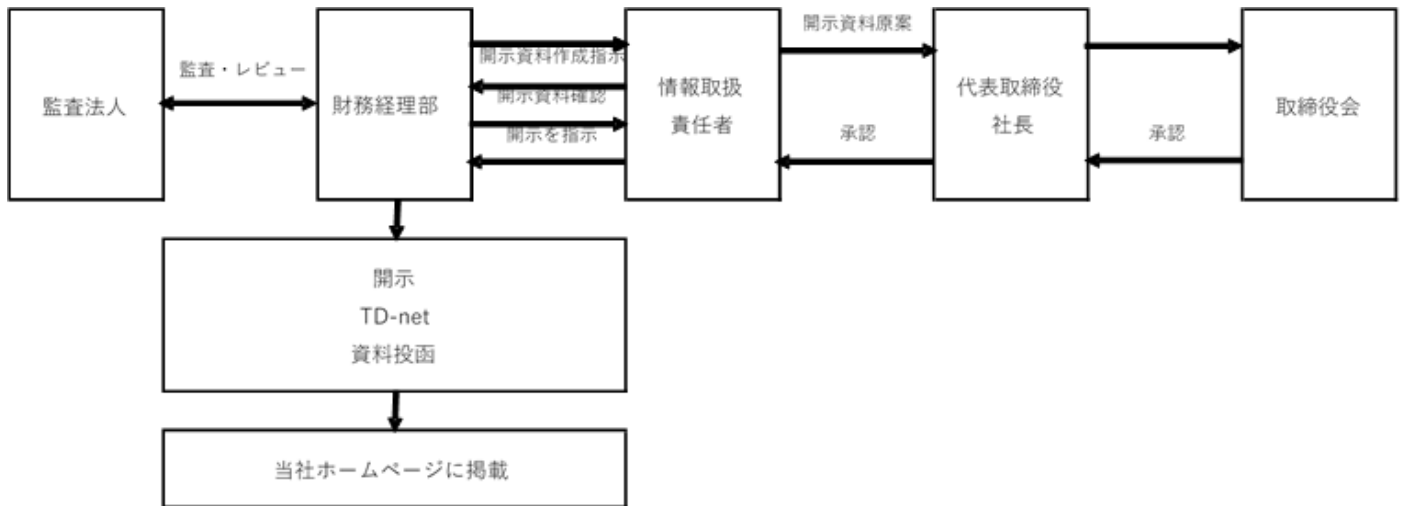 開示資料原案
開示資料作成指示
監査・レビュー
監査法人
財務経理部
開示資料確認
情報取扱
責任者
代表取締役
社長
取締役会
開示を指示
承認
承認
開示
TD-net
資料投函
当社ホームページに掲載